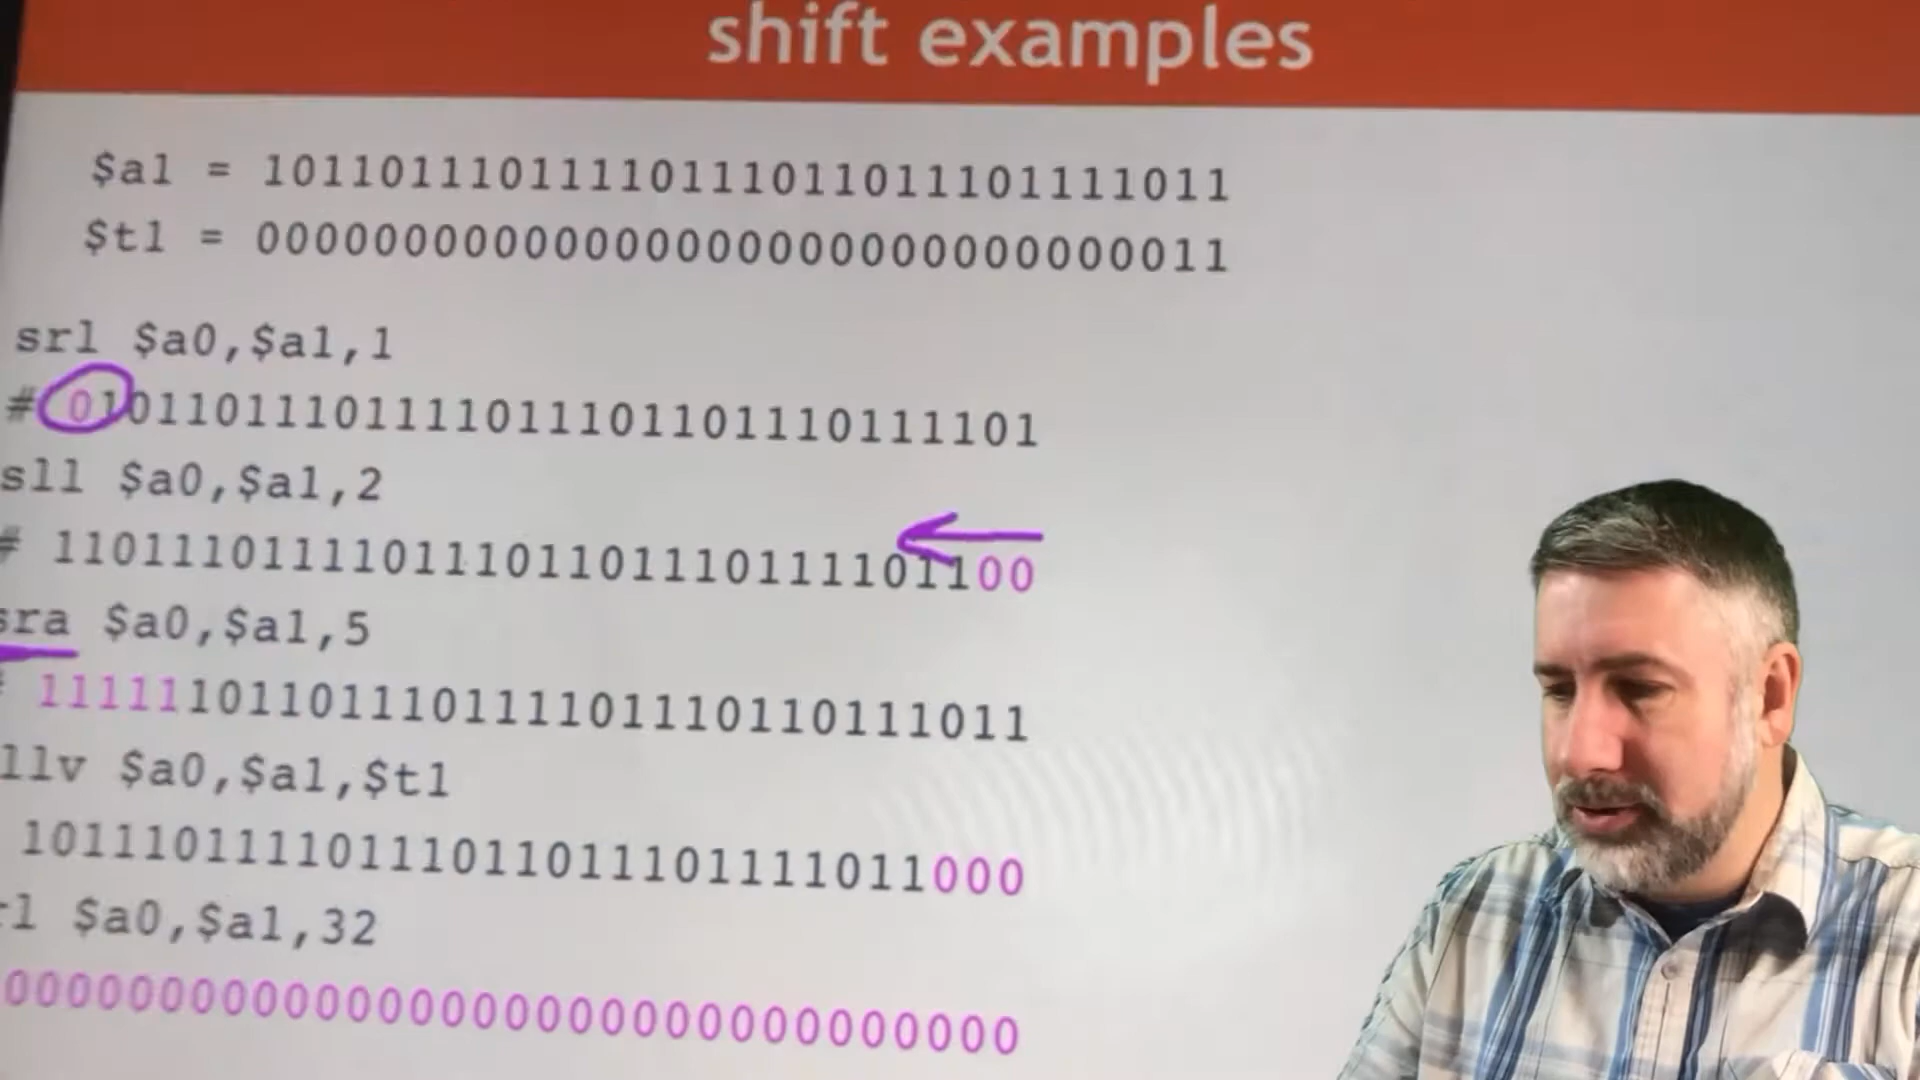 shift examples
$a1 = 10110111011110111011011101111011
$t1 = 00000000000000000000000000000011
srl $a0,$a1,1
# 01011011101111011101101110111101
sll $a0,$a1,2
# 11011101111011101101110111101100
sra $a0,$a1,5
# 11111101101110111101110110111011
llv $a0,$a1,$t1
10111011110111011011101111011000
rl $a0,$a1,32
00000000000000000000000000000000